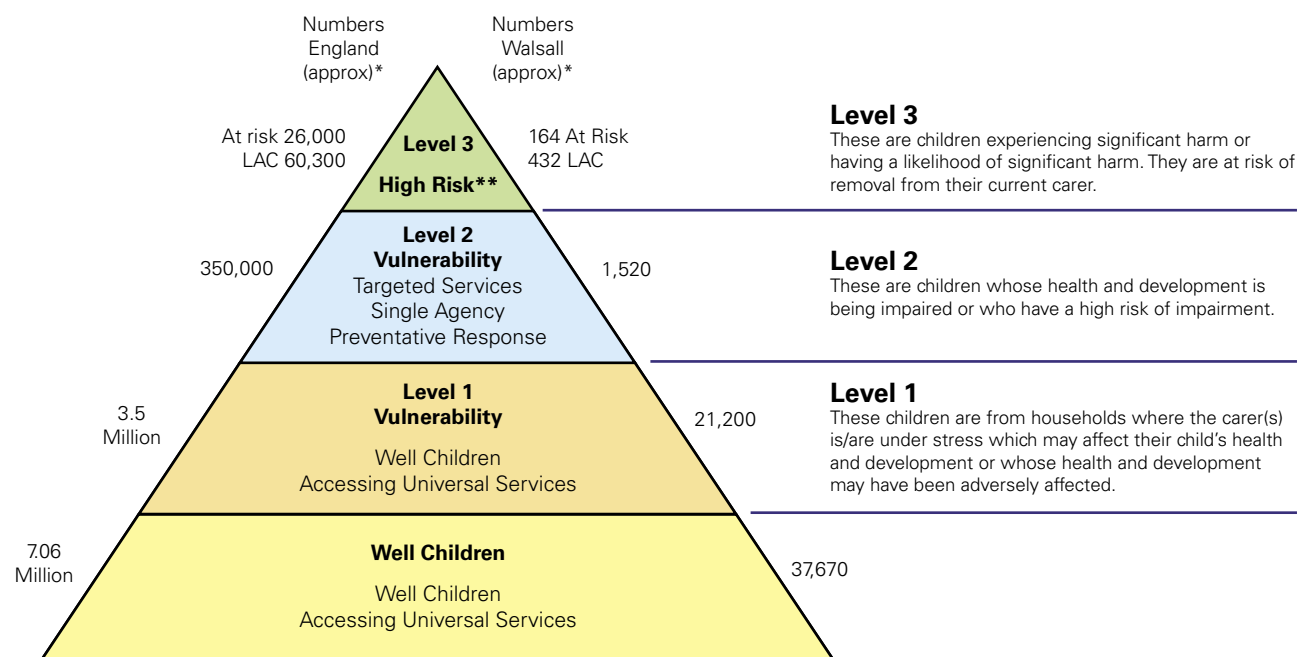 Numbers
England
(approx)*
Numbers
Walsall
(approx)*
At risk 26,000
LAC 60,300
Level 3
High Risk**
164 At Risk
432 LAC
Level 3
These are children experiencing significant harm or
having a likelihood of significant harm. They are at risk of
removal from their current carer.
350,000
Level 2
Vulnerability
Targeted Services
Single Agency
Preventative Response
1,520
Level 2
These are children whose health and development is
being impaired or who have a high risk of impairment.
3.5
Million
Level 1
Vulnerability
Well Children
Accessing Universal Services
21,200
Level 1
These children are from households where the carer(s)
is/are under stress which may affect their child's health
and development or whose health and development
may have been adversely affected.
7.06
Million
Well Children
Well Children
Accessing Universal Services
37,670